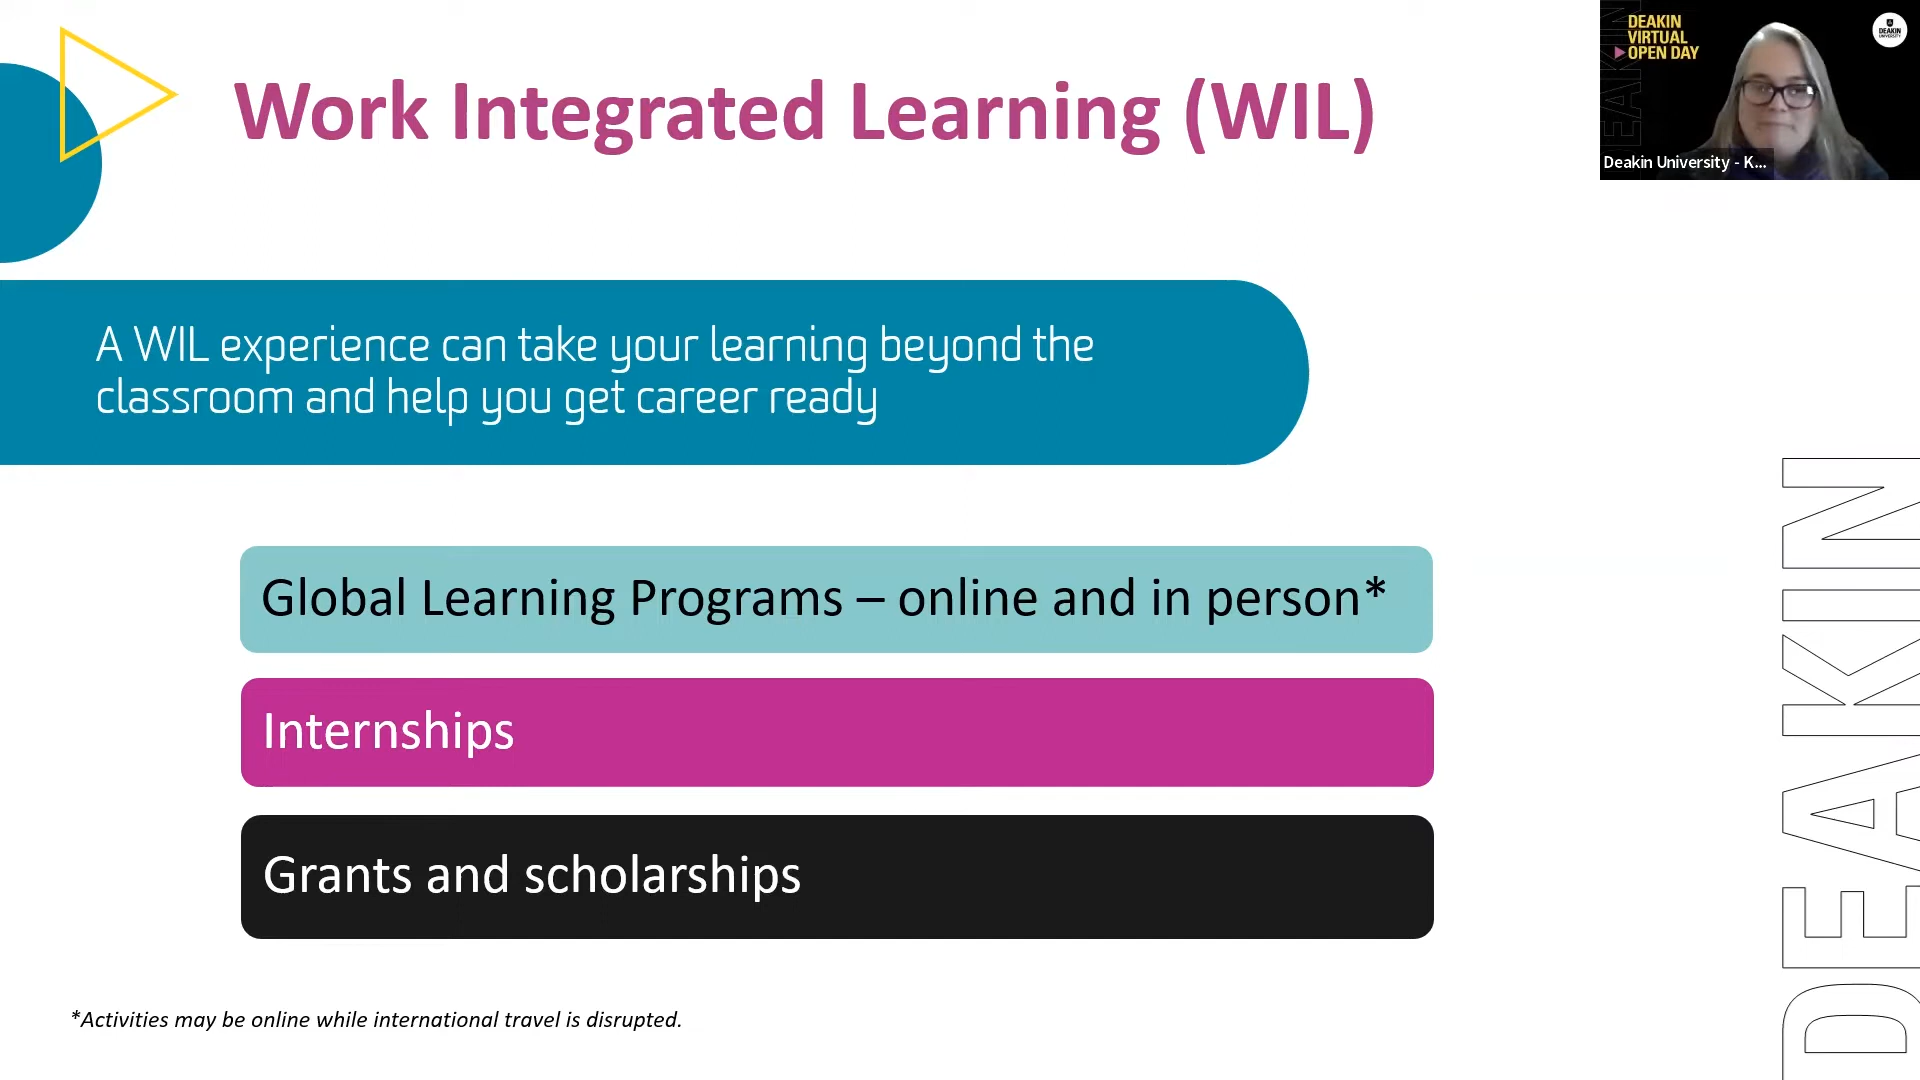 Work Integrated Learning (WIL)
DEAKIN
VIRTUAL
OPEN DAY
DEAKIN
UNIVERSITY
Deakin University - K...
A WIL experience can take your learning beyond the
classroom and help you get career ready
Global Learning Programs – online and in person*
Internships
Grants and scholarships
*Activities may be online while international travel is disrupted.
DEAKIN